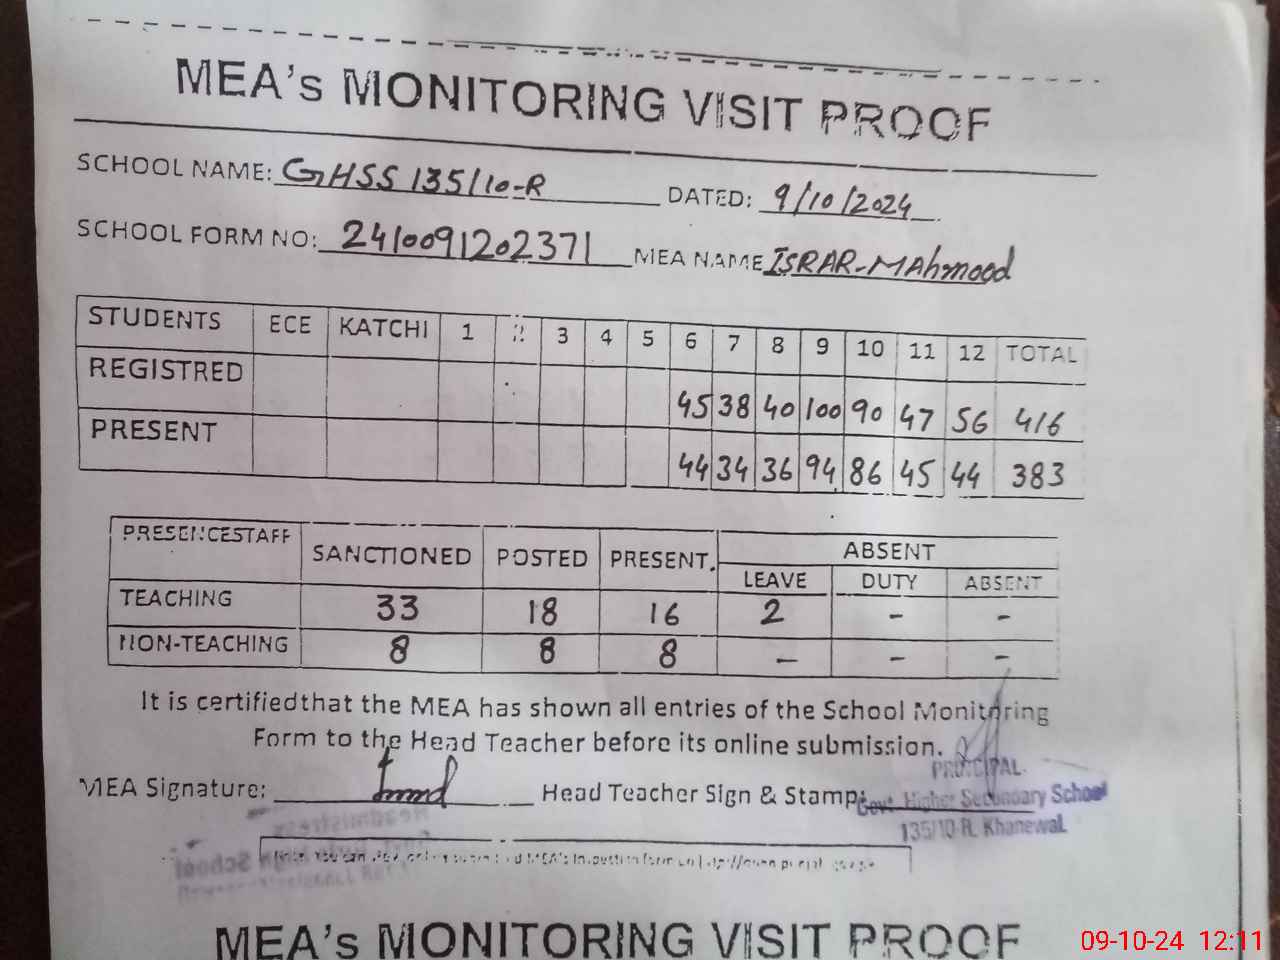 MEA's MONITORING VISIT PROOF
SCHOOL NAME: GHSS 135/10-R DATED: 9/10/2024
SCHOOL FORM NO: 241009120237 MEA NAME ISRAR-MAhmood
STUDENTS ECE KATCHI 1 2 3 4 5 6 7 8 9 10 11 12 TOTAL
REGISTRED 45 38 40 100 90 47 56 416
PRESENT 44 34 36 94 86 45 44 383
PRESENCESTAFF SANCTIONED POSTED PRESENT. ABSENT
LEAVE DUTY ABSENT
TEACHING 33 18 16 2 - -
NON-TEACHING 8 8 8 - - -
It is certifiedthat the MEA has shown all entries of the School Monitoring
Form to the Head Teacher before its online submission.
PRINCIPAL
MEA Signature: Head Teacher Sign & Stamp: Govt. Higher Secondary School
135/10-R. Khanewal.
MEA's MONITORING VISIT PROOF
09-10-24 12:11